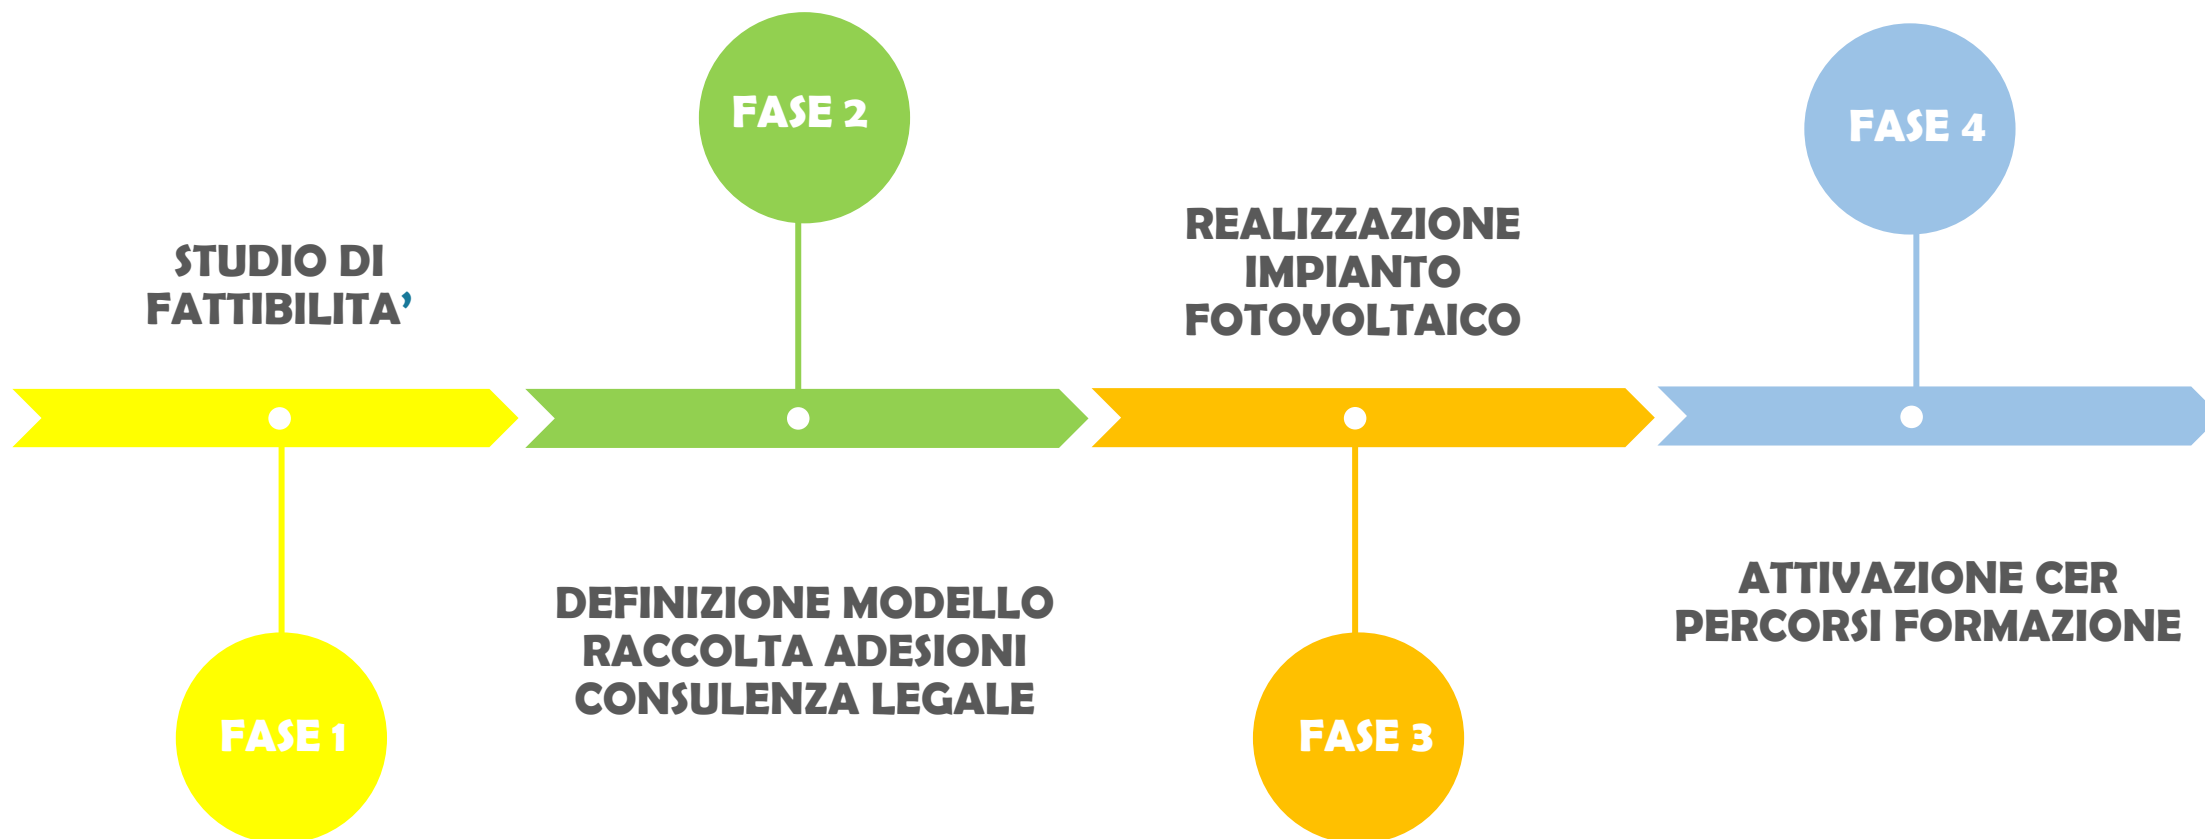 FASE 1
STUDIO DI
FATTIBILITA’
FASE 2
DEFINIZIONE MODELLO
RACCOLTA ADESIONI
CONSULENZA LEGALE
FASE 3
REALIZZAZIONE
IMPIANTO
FOTOVOLTAICO
FASE 4
ATTIVAZIONE CER
PERCORSI FORMAZIONE